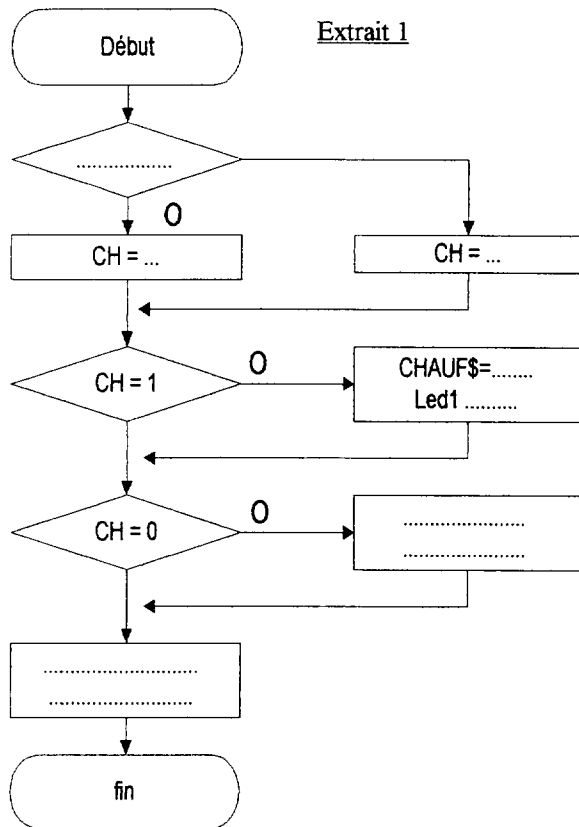 Extrait 1
Début
..................
O
CH = ...
CH = ...
CH = 1
O
CHAUF$=........
Led1 ..........
CH = 0
O
.......................
.......................
..............................
............................
fin